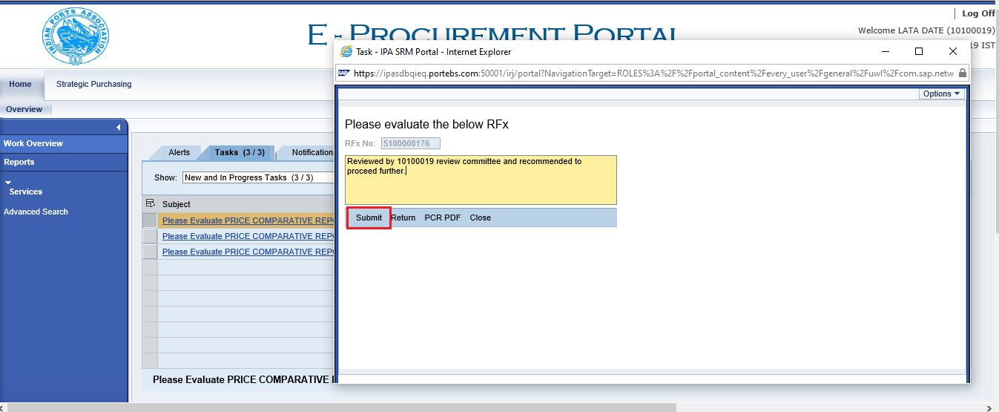 INDIAN PORTS ASSOCIATION
E - PROCUREMENT PORTAL
Log Off
Welcome LATA DATE (10100019)
19 IST
Home
Strategic Purchasing
Overview
Work Overview
Reports
Services
Advanced Search
Alerts
Tasks (3 / 3)
Notification
Show: New and In Progress Tasks (3 / 3)
Subject
Please Evaluate PRICE COMPARATIVE REPO
Please Evaluate PRICE COMPARATIVE REPO
Please Evaluate PRICE COMPARATIVE REPO
Please Evaluate PRICE COMPARATIVE
Task - IPA SRM Portal - Internet Explorer
SAP https://ipasdbqieq.portebs.com:50001/irj/portal?NavigationTarget=ROLES%3A%2F%2Fportal_content%2Fevery_user%2Fgeneral%2Fuwl%2Fcom.sap.netw
Options
Please evaluate the below RFx
RFx No: 5100000176
Reviewed by 10100019 review committee and recommended to
proceed further.
Submit Return PCR PDF Close